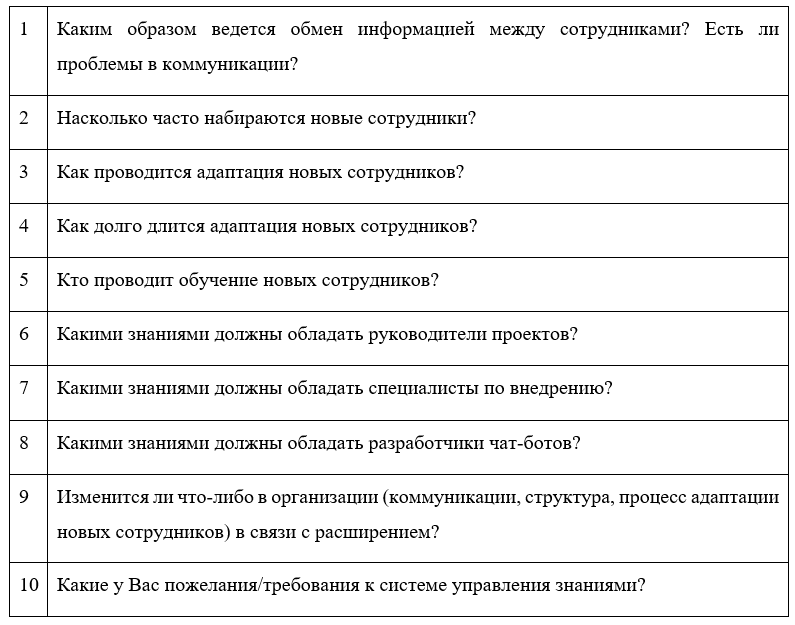 1 Каким образом ведется обмен информацией между сотрудниками? Есть ли
проблемы в коммуникации?
2 Насколько часто набираются новые сотрудники?
3 Как проводится адаптация новых сотрудников?
4 Как долго длится адаптация новых сотрудников?
5 Кто проводит обучение новых сотрудников?
6 Какими знаниями должны обладать руководители проектов?
7 Какими знаниями должны обладать специалисты по внедрению?
8 Какими знаниями должны обладать разработчики чат-ботов?
9 Изменится ли что-либо в организации (коммуникации, структура, процесс адаптации
новых сотрудников) в связи с расширением?
10 Какие у Вас пожелания/требования к системе управления знаниями?